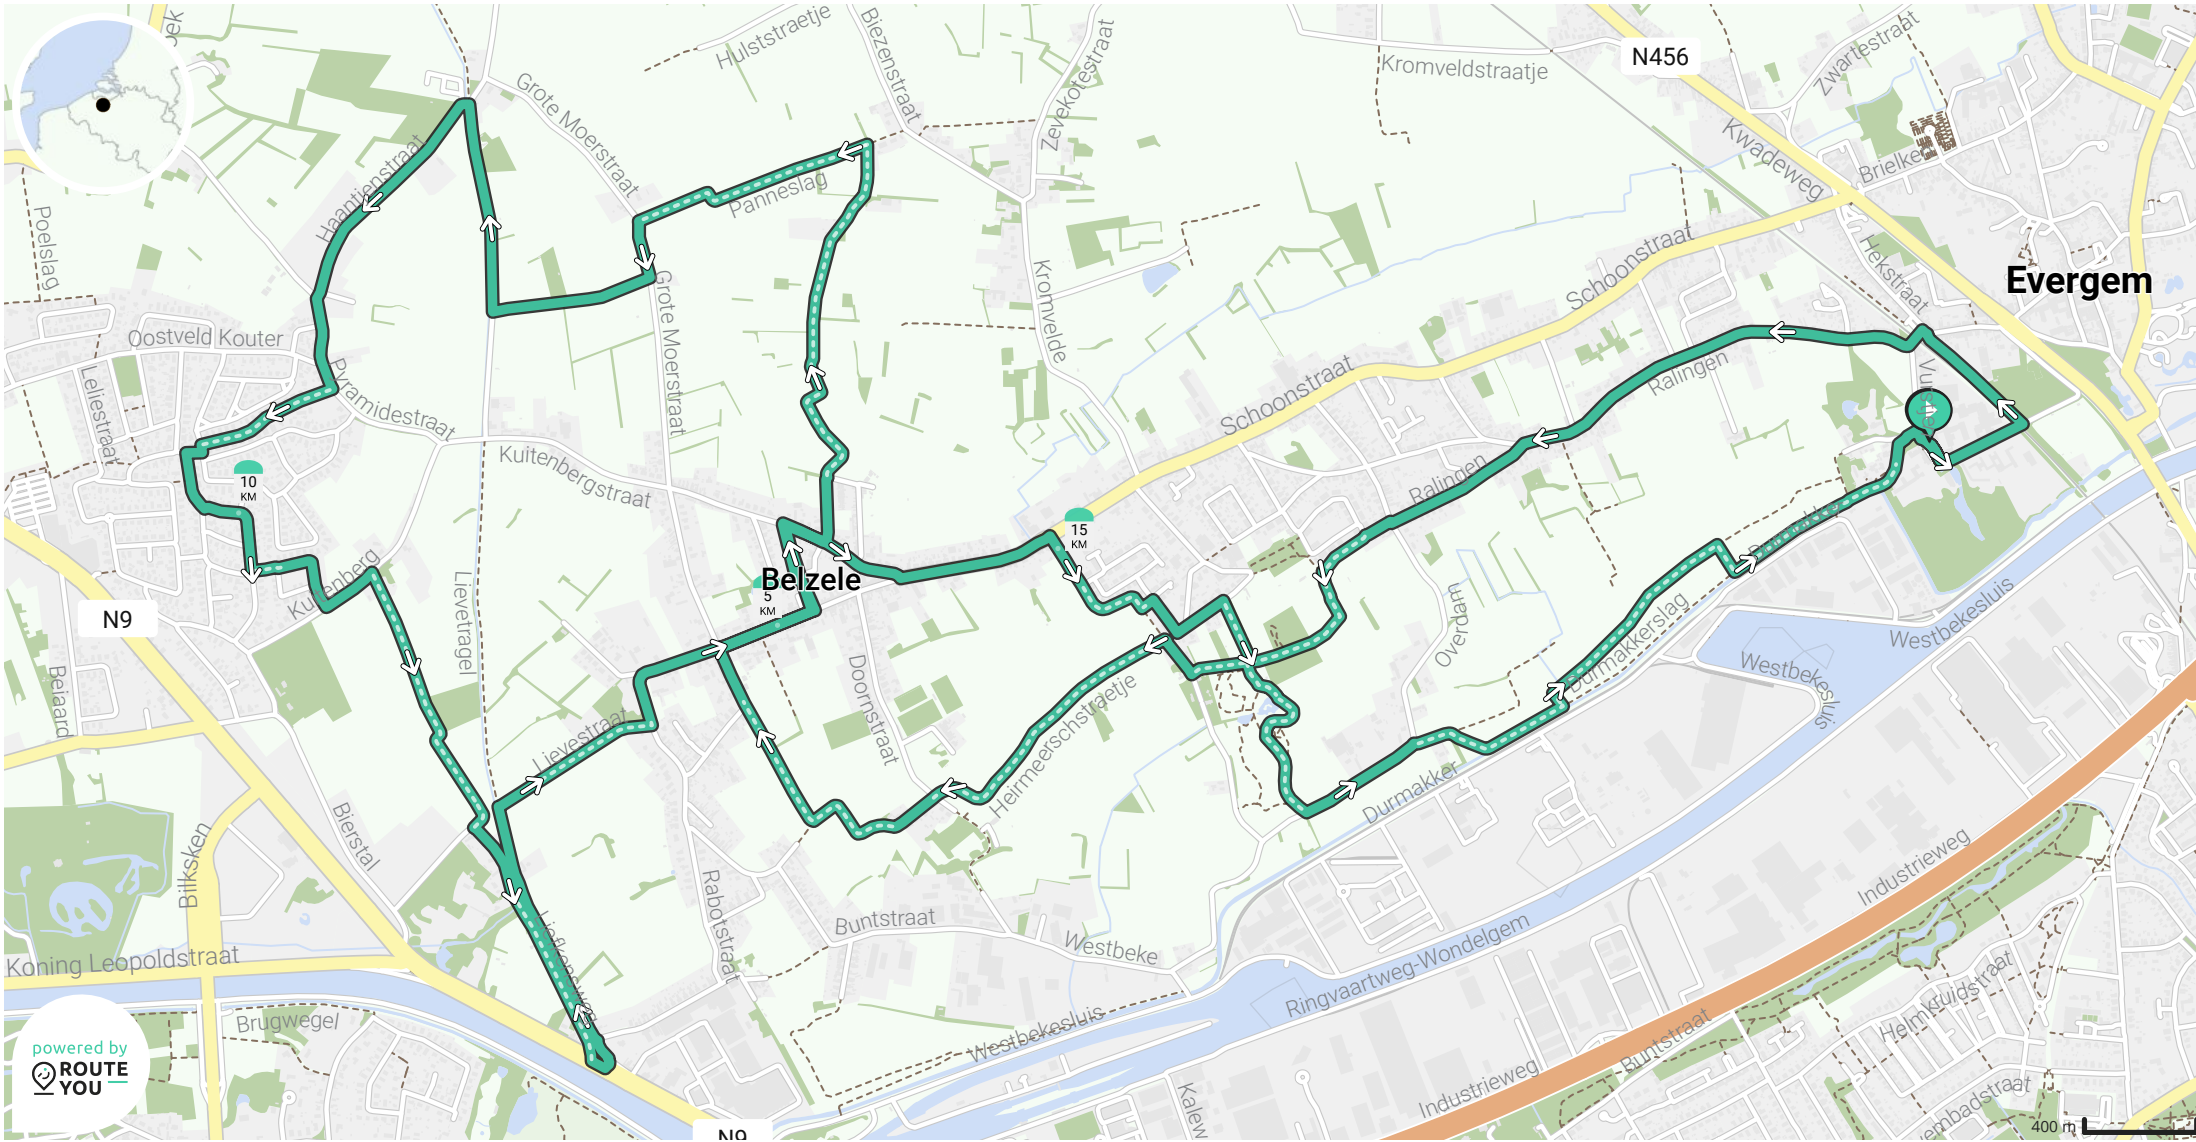 Hulststraetje
Biezenstraat
Zevekotestraat
Kromveldstraatje
N456
Zwartestraat
Kwadeweg
Grote Moerstraat
Haantjenstraat
Panneslag
Poelslag
Hekstraat
Schoonstraat
Evergem
Grote Moerstraat
Kromvelde
Oostveld Kouter
Leliestraat
Pyramidestraat
Schoonstraat
Ralingen
Kuitenbergstraat
10
KM
Ralingen
15
KM
Belzele
5
KM
Kuitenberg
Lievetragel
N9
Overdam
Durmakkerslag
Westbekesluis
Westbekesluis
Beiaard
Doornstraat
Heirmeerschstraetje
Lievestraat
Durmakker
Bierstal
Bilksken
Rabotstraat
Buntstraat
Westbeke
Industrieweg
Ringvaartweg-Wondelgem
Koning Leopoldstraat
Helmkruidstraat
Brugwegel
Westbekesluis
Buntstraat
Industrieweg
powered by
ROUTE
YOU
400 m
N9